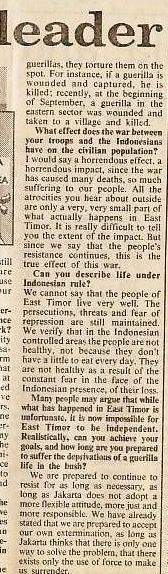 leader
guerillas, they torture them on the
spot. For instance, if a guerilla is
wounded and captured, he is
killed; recently, at the beginning
of September, a guerilla in the
eastern sector was wounded and
taken to a village and killed.
What effect does the war between
your troops and the Indonesians
have on the civilian population?
I would say a horrendous effect, a
horrendous impact, since the war
has caused many deaths, so much
suffering to our people. All the
atrocities you hear about outside
are only a very, very small part of
what actually happens in East
Timor. It is really difficult to tell
you the extent of the impact. But
since we say that the people's
resistance continues, this is the
true effect of this war.
Can you describe life under
Indonesian rule?
We cannot say that the people of
East Timor live very well. The
persecutions, threats and fear of
repression are still maintained.
We verify that in the Indonesian
controlled areas the people are not
healthy, not because they don't
have a little to eat every day. They
are not healthy as a result of the
constant fear in the face of the
Indonesian presence, of their loss.
Many people may argue that while
what has happened in East Timor is
unfortunate, it is now impossible for
East Timor to be independent.
Realistically, can you achieve your
goals, and how long are you prepared
to suffer the deprivations of a guerilla
life in the bush?
We are prepared to continue to
resist for as long as necessary, as
long as Jakarta does not adopt a
more flexible attitude, more just and
more reponsible. We have already
stated that we are prepared to accept
our own extermination, as long as
Jakarta thinks that there is only one
way to solve the problem, that there
exists only the use of force to make
us surrender.